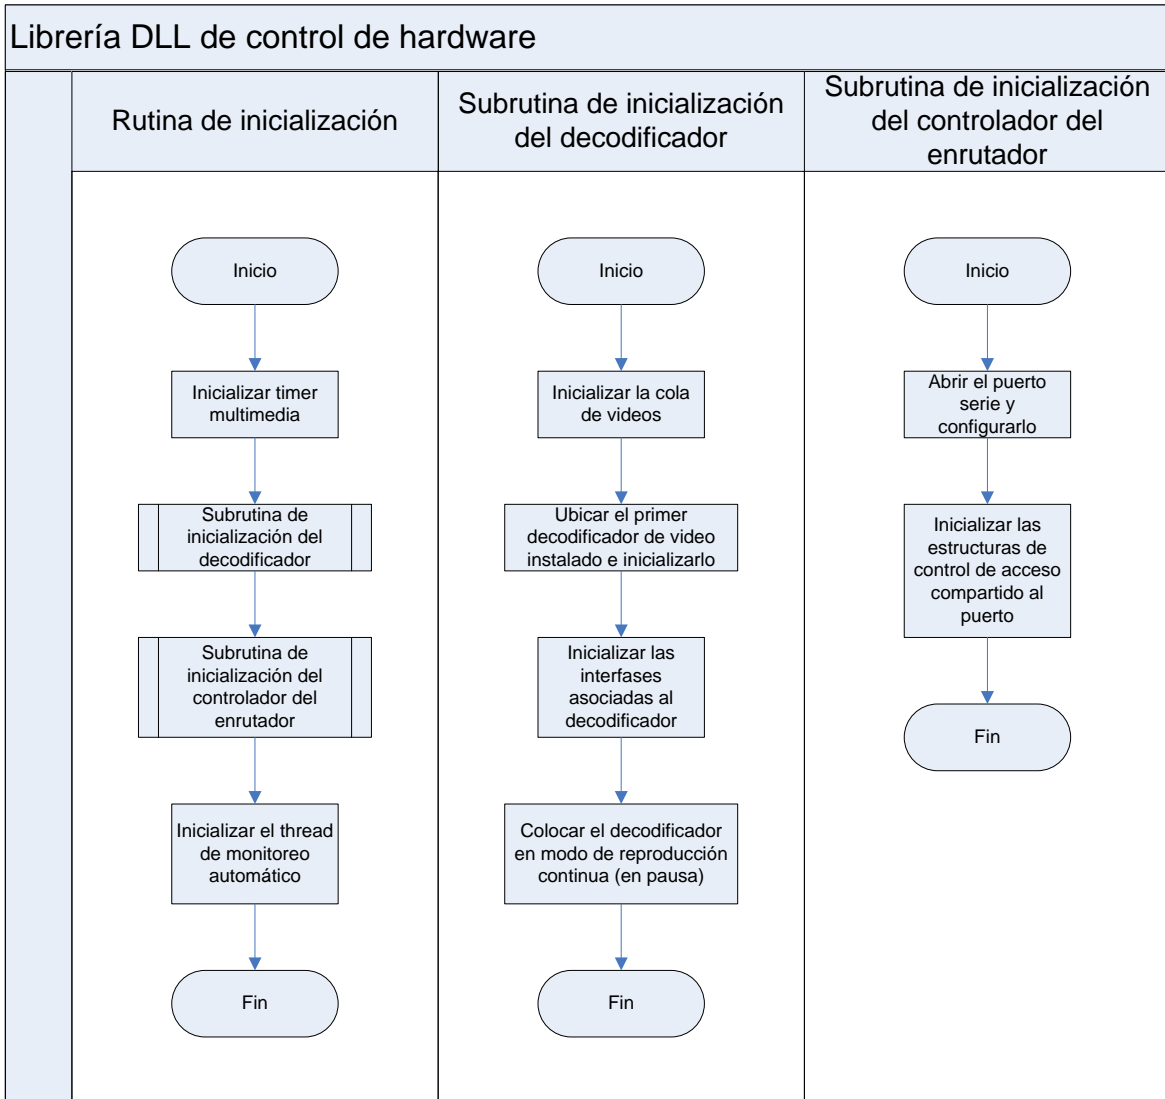 Librería DLL de control de hardware
Rutina de inicialización
Subrutina de inicialización
del decodificador
Subrutina de inicialización
del controlador del
enrutador
Inicio
Inicializar timer
multimedia
Subrutina de
inicialización del
decodificador
Subrutina de
inicialización del
controlador del
enrutador
Inicializar el thread
de monitoreo
automático
Fin
Inicio
Inicializar la cola
de videos
Ubicar el primer
decodificador de video
instalado e inicializarlo
Inicializar las
interfases
asociadas al
decodificador
Colocar el decodificador
en modo de reproducción
continua (en pausa)
Fin
Inicio
Abrir el puerto
serie y
configurarlo
Inicializar las
estructuras de
control de acceso
compartido al
puerto
Fin